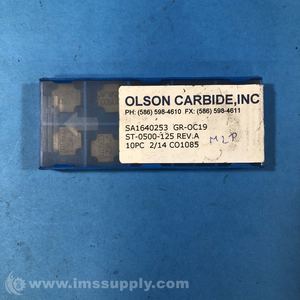 OLSON CARBIDE,INC
PH: (586) 598-4610 FX: (586) 598-4611
SA1640253 GR-OC19
ST-0500-125 REV.A
10PC 2/14 CO1085
www.imssupply.com